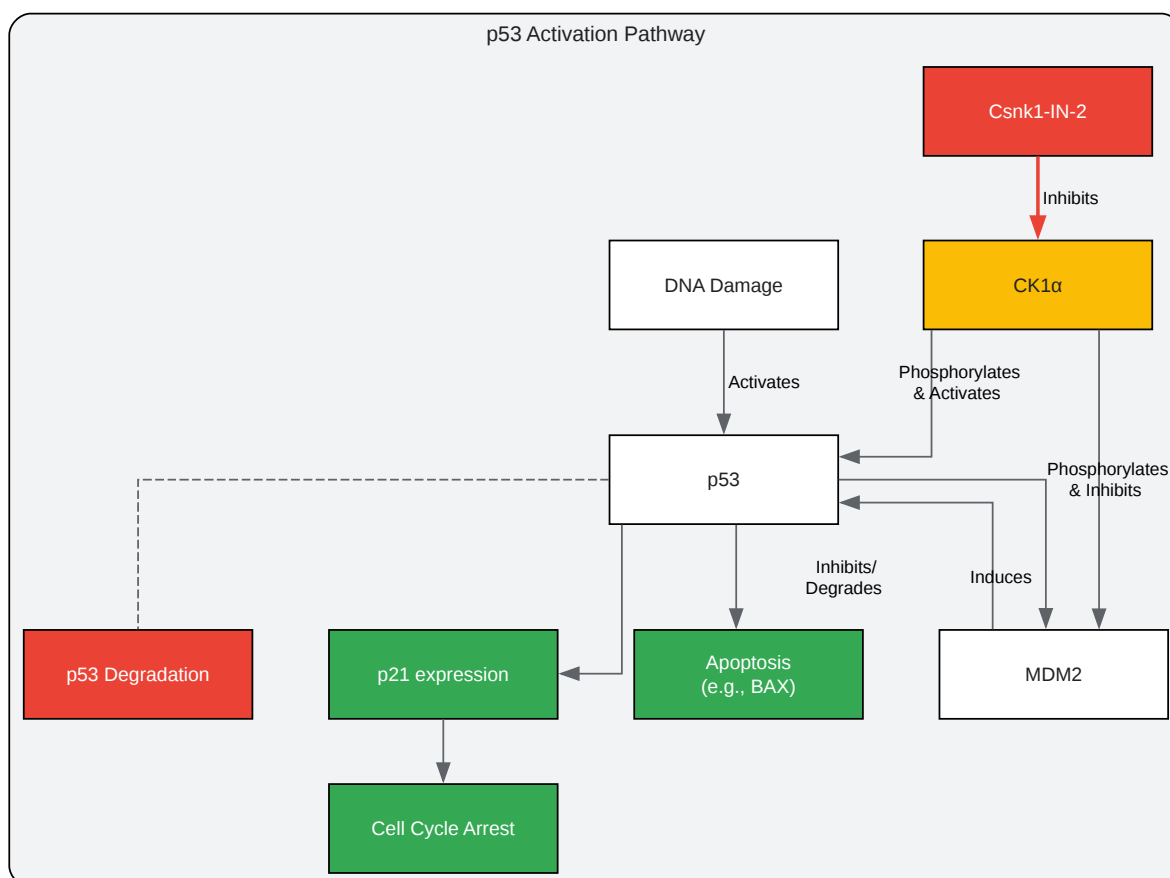 p53 Activation Pathway
Csnk1-IN-2
Inhibits
DNA Damage
CK1α
Activates
Phosphorylates
& Activates
p53
Phosphorylates
& Inhibits
Inhibits/
Degrades
Induces
p53 Degradation
p21 expression
Apoptosis
(e.g., BAX)
MDM2
Cell Cycle Arrest